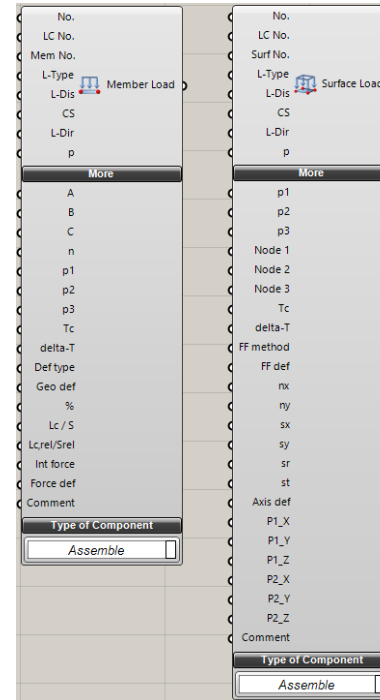 No.
LC No.
Mem No.
L-Type
L-Dis
Member Load
CS
L-Dir
p
More
A
B
C
n
p1
p2
p3
Tc
delta-T
Def type
Geo def
%
Lc / S
Lc,rel/Srel
Int force
Force def
Comment
Type of Component
Assemble
No.
LC No.
Surf No.
L-Type
L-Dis
Surface Load
CS
L-Dir
p
More
p1
p2
p3
Node 1
Node 2
Node 3
Tc
delta-T
FF method
FF def
nx
ny
sx
sy
sr
st
Axis def
P1_X
P1_Y
P1_Z
P2_X
P2_Y
P2_Z
Comment
Type of Component
Assemble